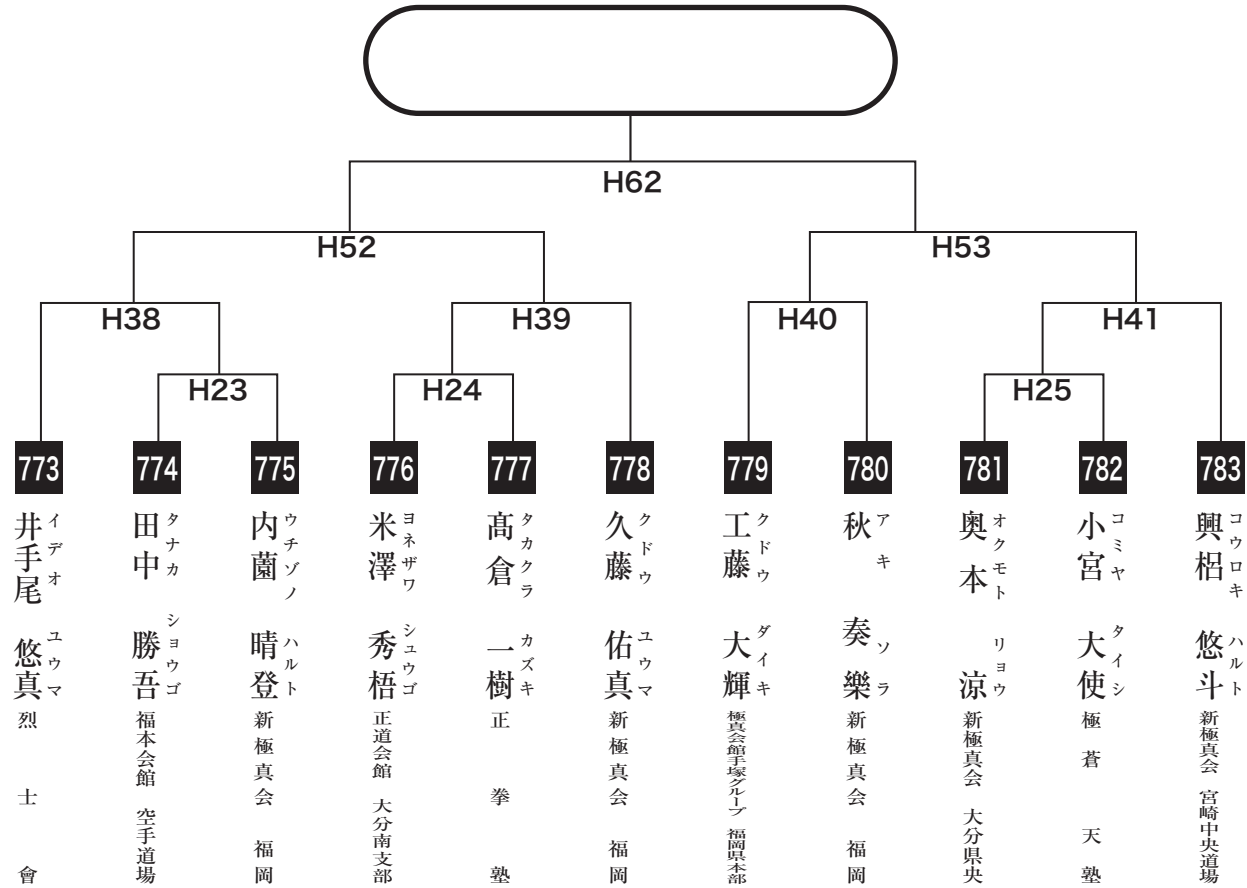 H62
H52
H53
H38
H39
H40
H41
H23
H24
H25
773
井手尾 悠真
イデオ ユウマ
烈士會
774
田中 勝吾
タナカ ショウゴ
福本会館 空手道場
775
内薗 晴登
ウチゾノ ハルト
新極真会 福岡
776
米澤 秀梧
ヨネザワ シュウゴ
正道会館 大分南支部
777
髙倉 一樹
タカクラ カズキ
正拳塾
778
久藤 佑真
クドウ ユウマ
新極真会 福岡
779
工藤 大輝
クドウ ダイキ
極真会館手塚グループ 福岡県本部
780
秋 奏樂
アキ ソラ
新極真会 福岡
781
奥本 涼
オクモト リョウ
新極真会 大分県央
782
小宮 大使
コミヤ タイシ
極蒼天塾
783
興梠 悠斗
コウロキ ハルト
新極真会 宮崎中央道場